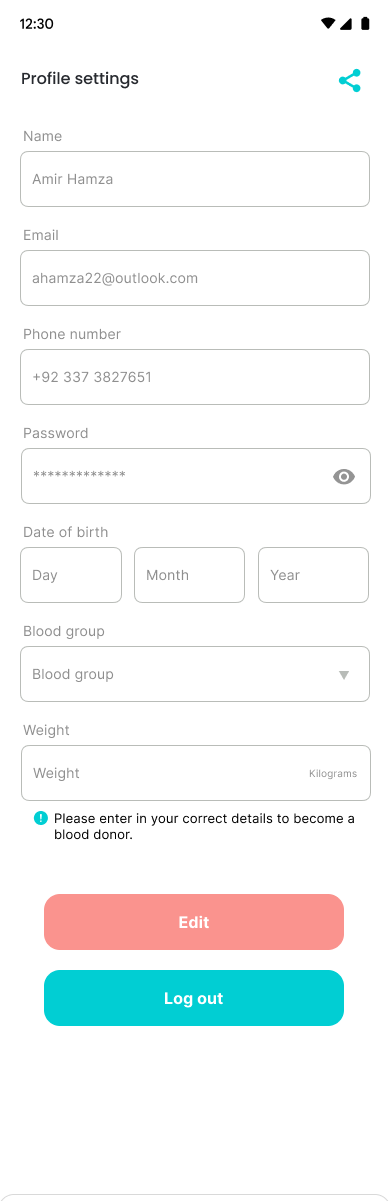 12:30
Profile settings
Name
Amir Hamza
Email
ahamza22@outlook.com
Phone number
+92 337 3827651
Password
*************
Date of birth
Day Month Year
Blood group
Blood group
Weight
Weight Kilograms
Please enter in your correct details to become a
blood donor.
Edit
Log out